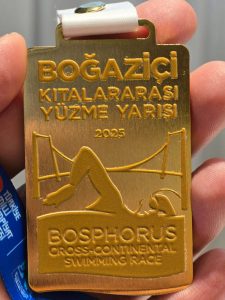 BOĞAZİÇİ
KITALARARASI
YÜZME YARIŞI
2025
BOSPHORUS
CROSS-CONTINENTAL
SWIMMING RACE